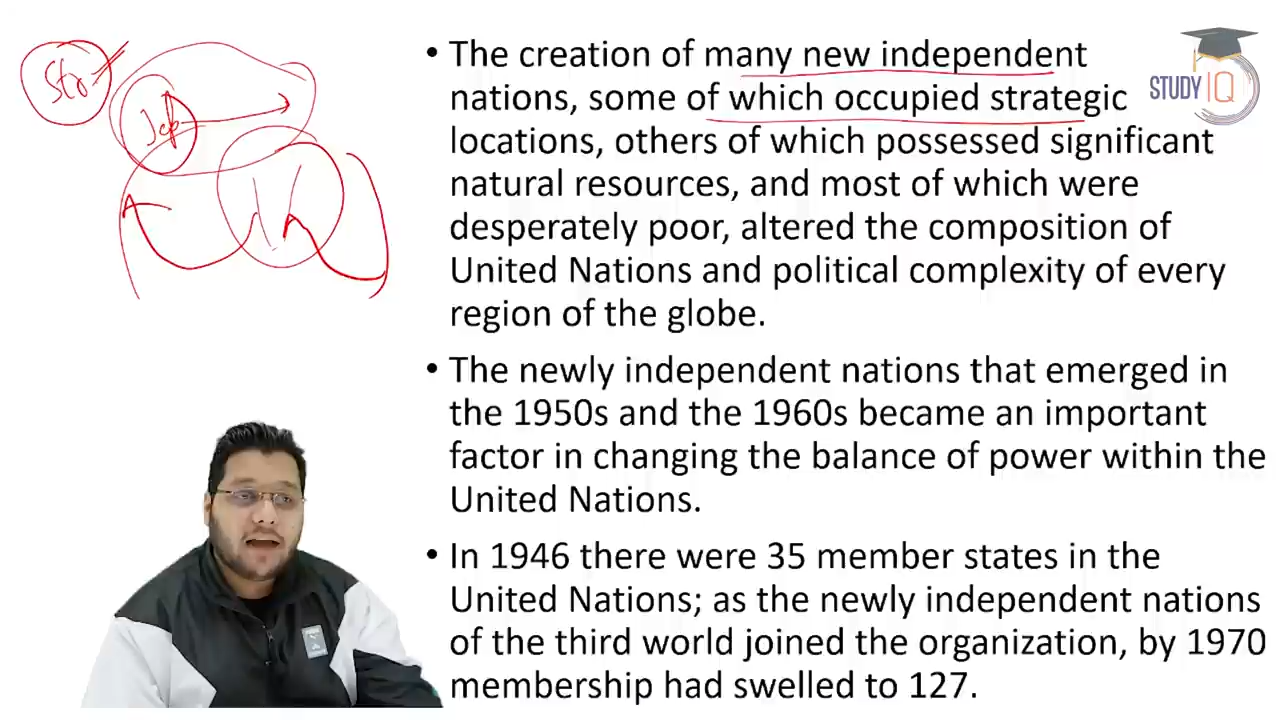 • The creation of many new independent
nations, some of which occupied strategic
locations, others of which possessed significant
natural resources, and most of which were
desperately poor, altered the composition of
United Nations and political complexity of every
region of the globe.
• The newly independent nations that emerged in
the 1950s and the 1960s became an important
factor in changing the balance of power within the
United Nations.
• In 1946 there were 35 member states in the
United Nations; as the newly independent nations
of the third world joined the organization, by 1970
membership had swelled to 127.
STUDY IQ